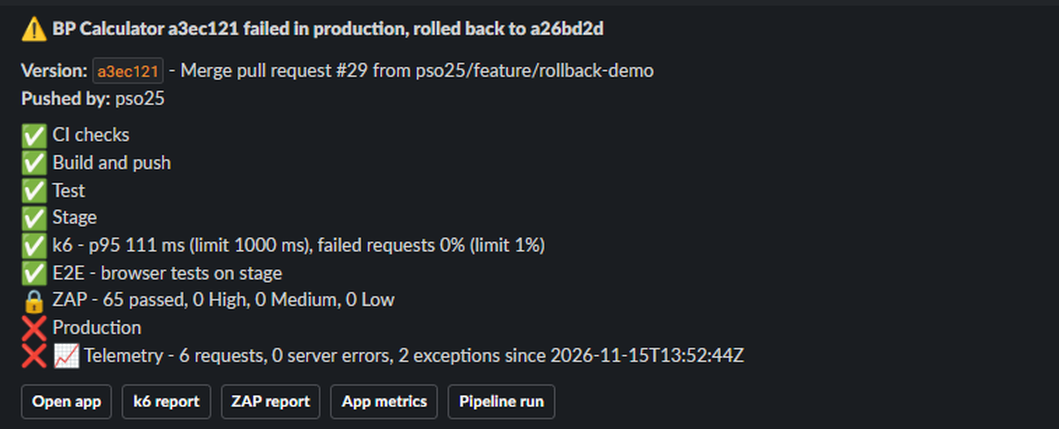 ⚠️ BP Calculator a3ec121 failed in production, rolled back to a26bd2d
Version: a3ec121 - Merge pull request #29 from pso25/feature/rollback-demo
Pushed by: pso25
✅ CI checks
✅ Build and push
✅ Test
✅ Stage
✅ k6 - p95 111 ms (limit 1000 ms), failed requests 0% (limit 1%)
✅ E2E - browser tests on stage
🔒 ZAP - 65 passed, 0 High, 0 Medium, 0 Low
❌ Production
❌ 📈 Telemetry - 6 requests, 0 server errors, 2 exceptions since 2026-11-15T13:52:44Z
Open app k6 report ZAP report App metrics Pipeline run